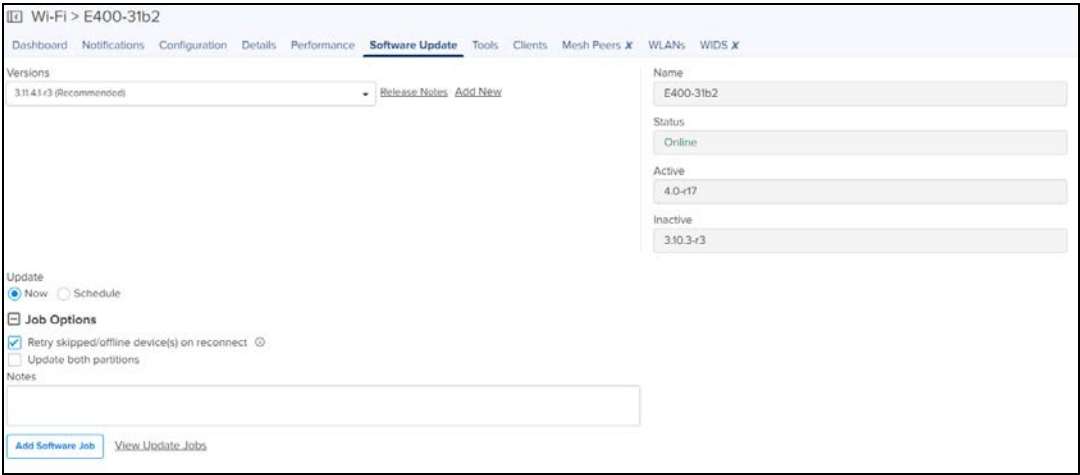 Wi-Fi > E400-31b2
Dashboard Notifications Configuration Details Performance Software Update Tools Clients Mesh Peers X WLANs WIDS X
Versions
3.11.4.1-r3 (Recommended) Release Notes Add New
Name
E400-31b2
Status
Online
Active
4.0-r17
Inactive
3.10.3-r3
Update
Now Schedule
Job Options
Retry skipped/offline device(s) on reconnect
Update both partitions
Notes
Add Software Job View Update Jobs